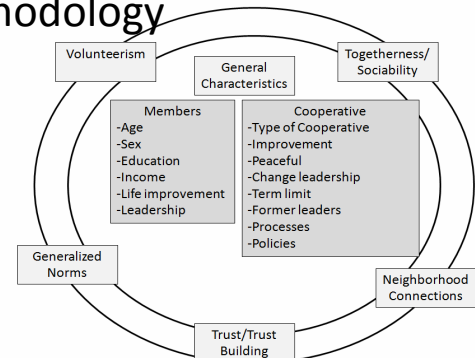 hodology
Volunteerism
Togetherness/
Sociability
General
Characteristics
Members
-Age
-Sex
-Education
-Income
-Life improvement
-Leadership
Cooperative
-Type of Cooperative
-Improvement
-Peaceful
-Change leadership
-Term limit
-Former leaders
-Processes
-Policies
Generalized
Norms
Neighborhood
Connections
Trust/Trust
Building